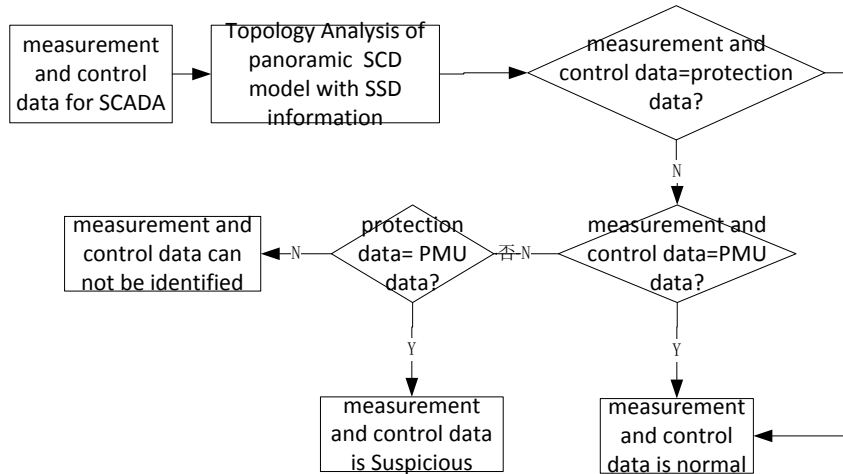 measurement
and control
data for SCADA
Topology Analysis of
panoramic SCD
model with SSD
information
measurement and
control data=protection
data?
N
measurement and
control data can
not be identified
N
protection
data= PMU
data?
否-N
measurement and
control data=PMU
data?
Y
Y
measurement
and control data
is Suspicious
measurement
and control
data is normal